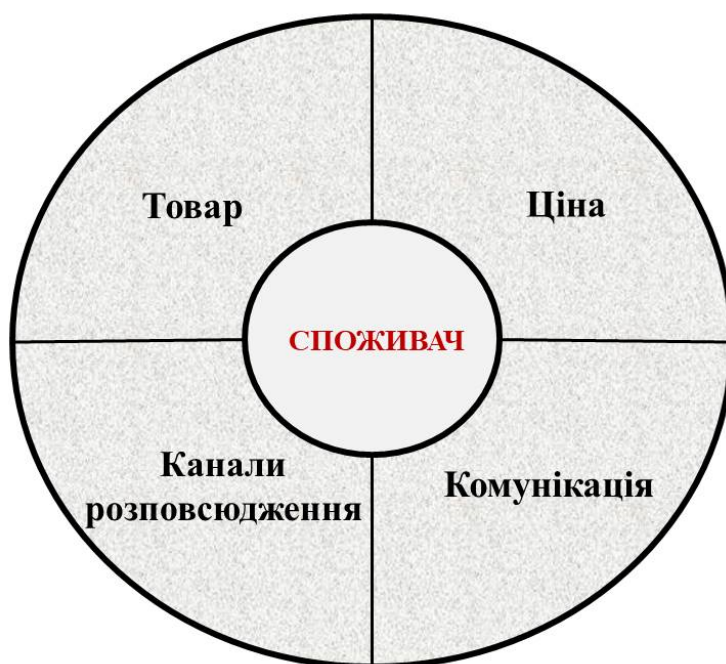 Товар
Ціна
СПОЖИВАЧ
Канали
розповсюдження
Комунікація